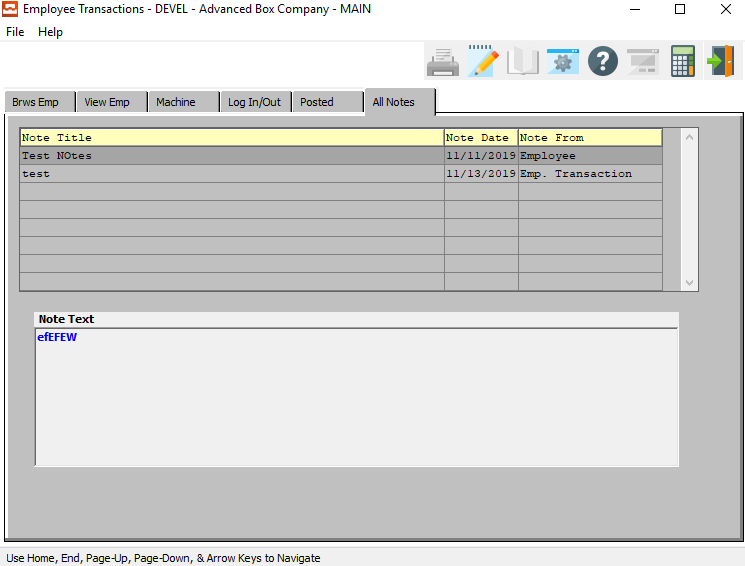 Employee Transactions - DEVEL - Advanced Box Company - MAIN
File Help
Brws Emp View Emp Machine Log In/Out Posted All Notes
Note Title Note Date Note From
Test NOtes 11/11/2019 Employee
test 11/13/2019 Emp. Transaction
Note Text
efEFEW
Use Home, End, Page-Up, Page-Down, & Arrow Keys to Navigate